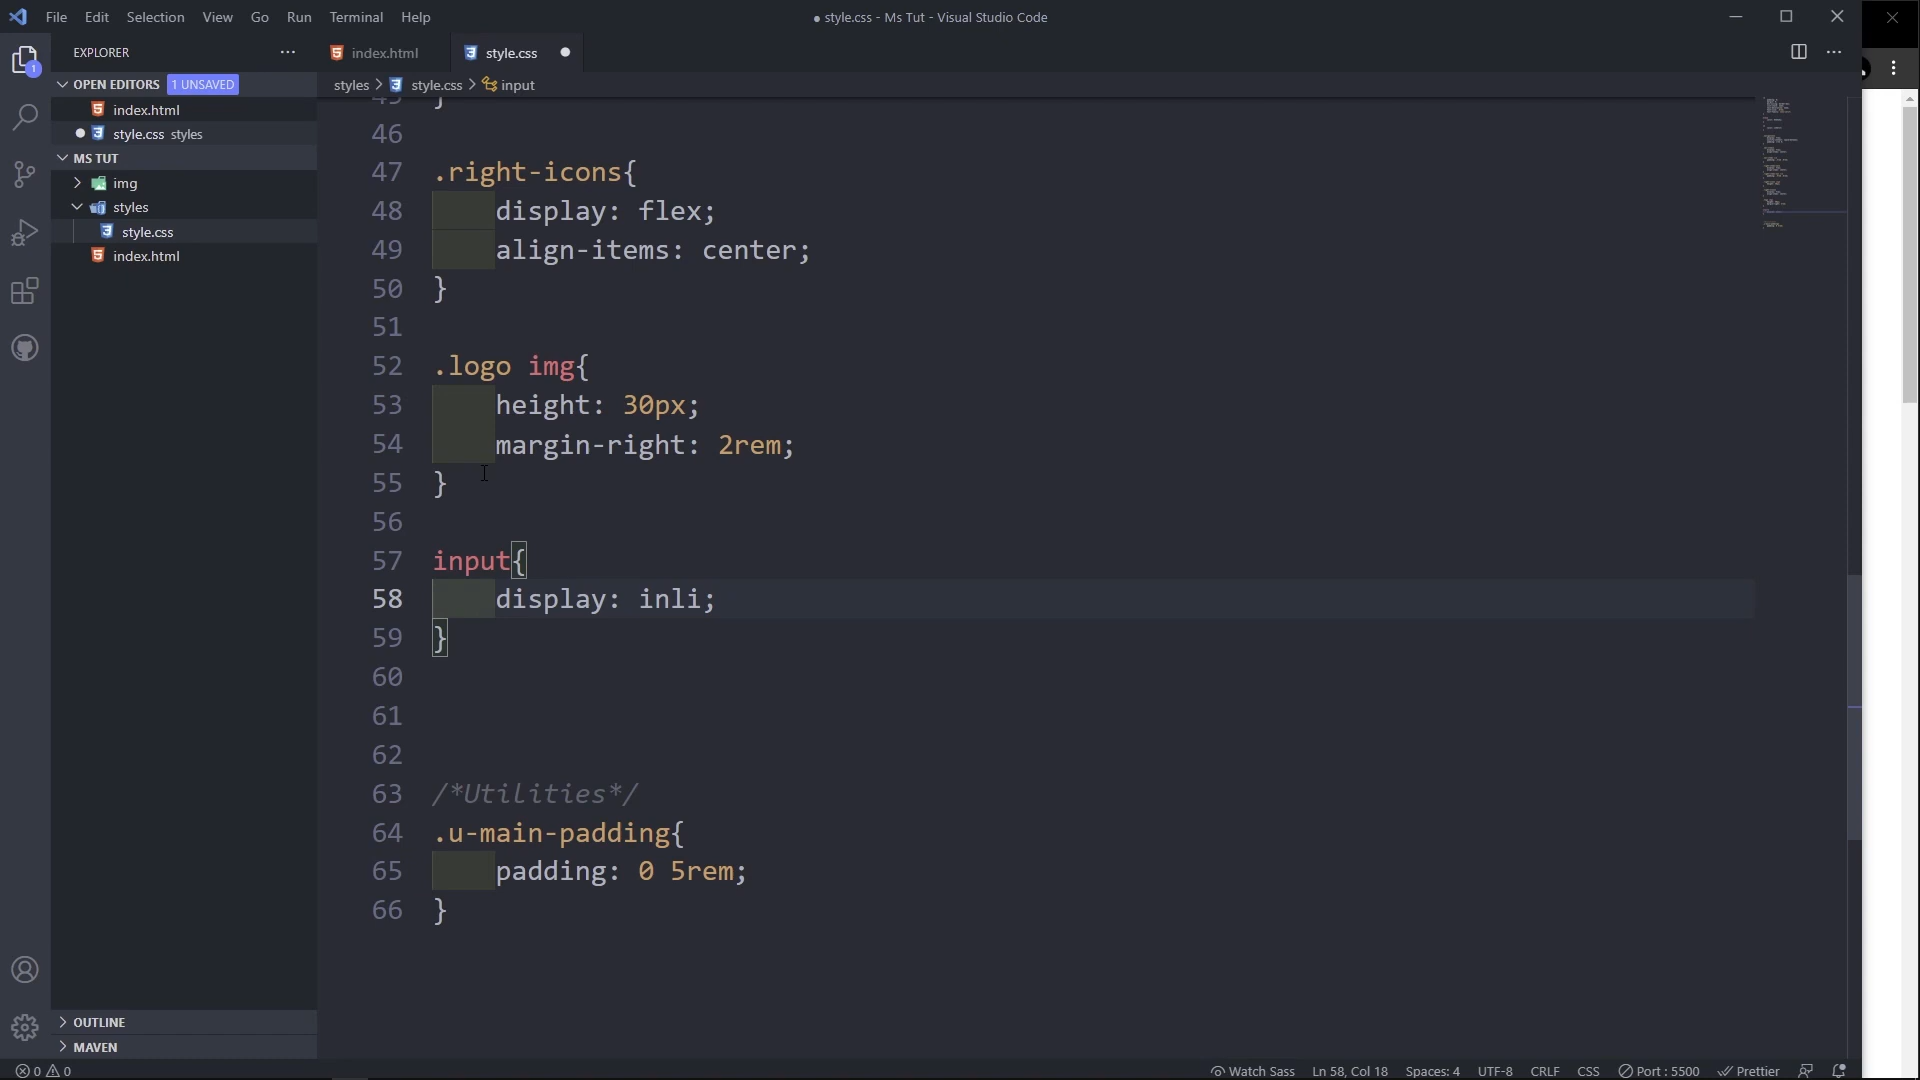 File Edit Selection View Go Run Terminal Help
● style.css - Ms Tut - Visual Studio Code
EXPLORER
OPEN EDITORS 1 UNSAVED
index.html
style.css styles
MS TUT
img
styles
style.css
index.html
OUTLINE
MAVEN
1
index.html style.css
styles > style.css > input
45 }
46
47 .right-icons{
48 display: flex;
49 align-items: center;
50 }
51
52 .logo img{
53 height: 30px;
54 margin-right: 2rem;
55 }
56
57 input{
58 display: inli;
59 }
60
61
62
63 /*Utilities*/
64 .u-main-padding{
65 padding: 0 5rem;
66 }
0 0 Watch Sass Ln 58, Col 18 Spaces: 4 UTF-8 CRLF CSS Port : 5500 Prettier